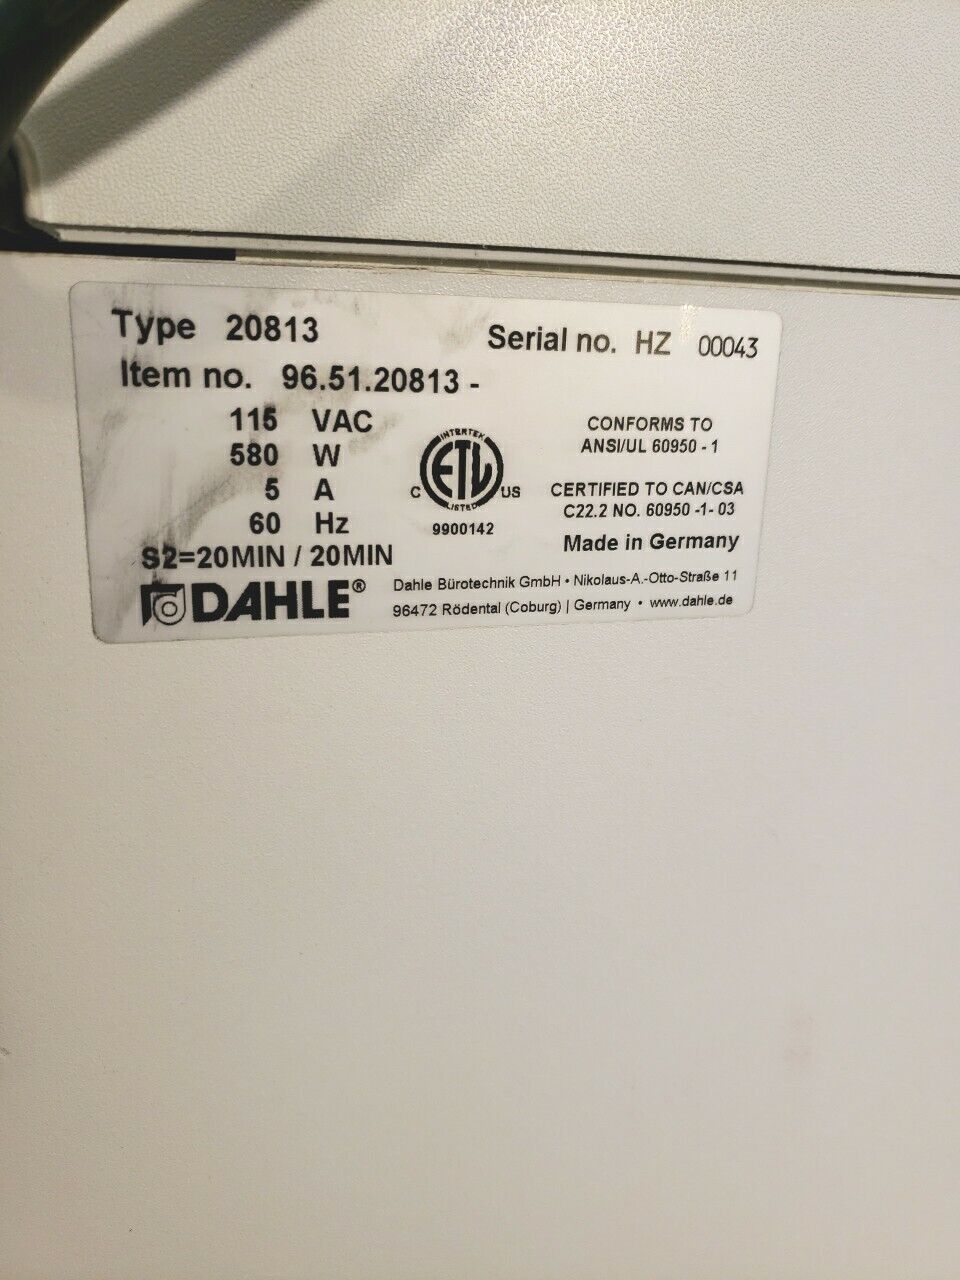 Type 20813 Serial no. HZ 00043
Item no. 96.51.20813 -
115 VAC
580 W
5 A
60 Hz
S2=20MIN / 20MIN
INTERTEK
ETL
LISTED
C US
9900142
CONFORMS TO
ANSI/UL 60950 - 1
CERTIFIED TO CAN/CSA
C22.2 NO. 60950 -1- 03
Made in Germany
DAHLE®
Dahle Bürotechnik GmbH • Nikolaus-A.-Otto-Straße 11
96472 Rödental (Coburg) | Germany • www.dahle.de